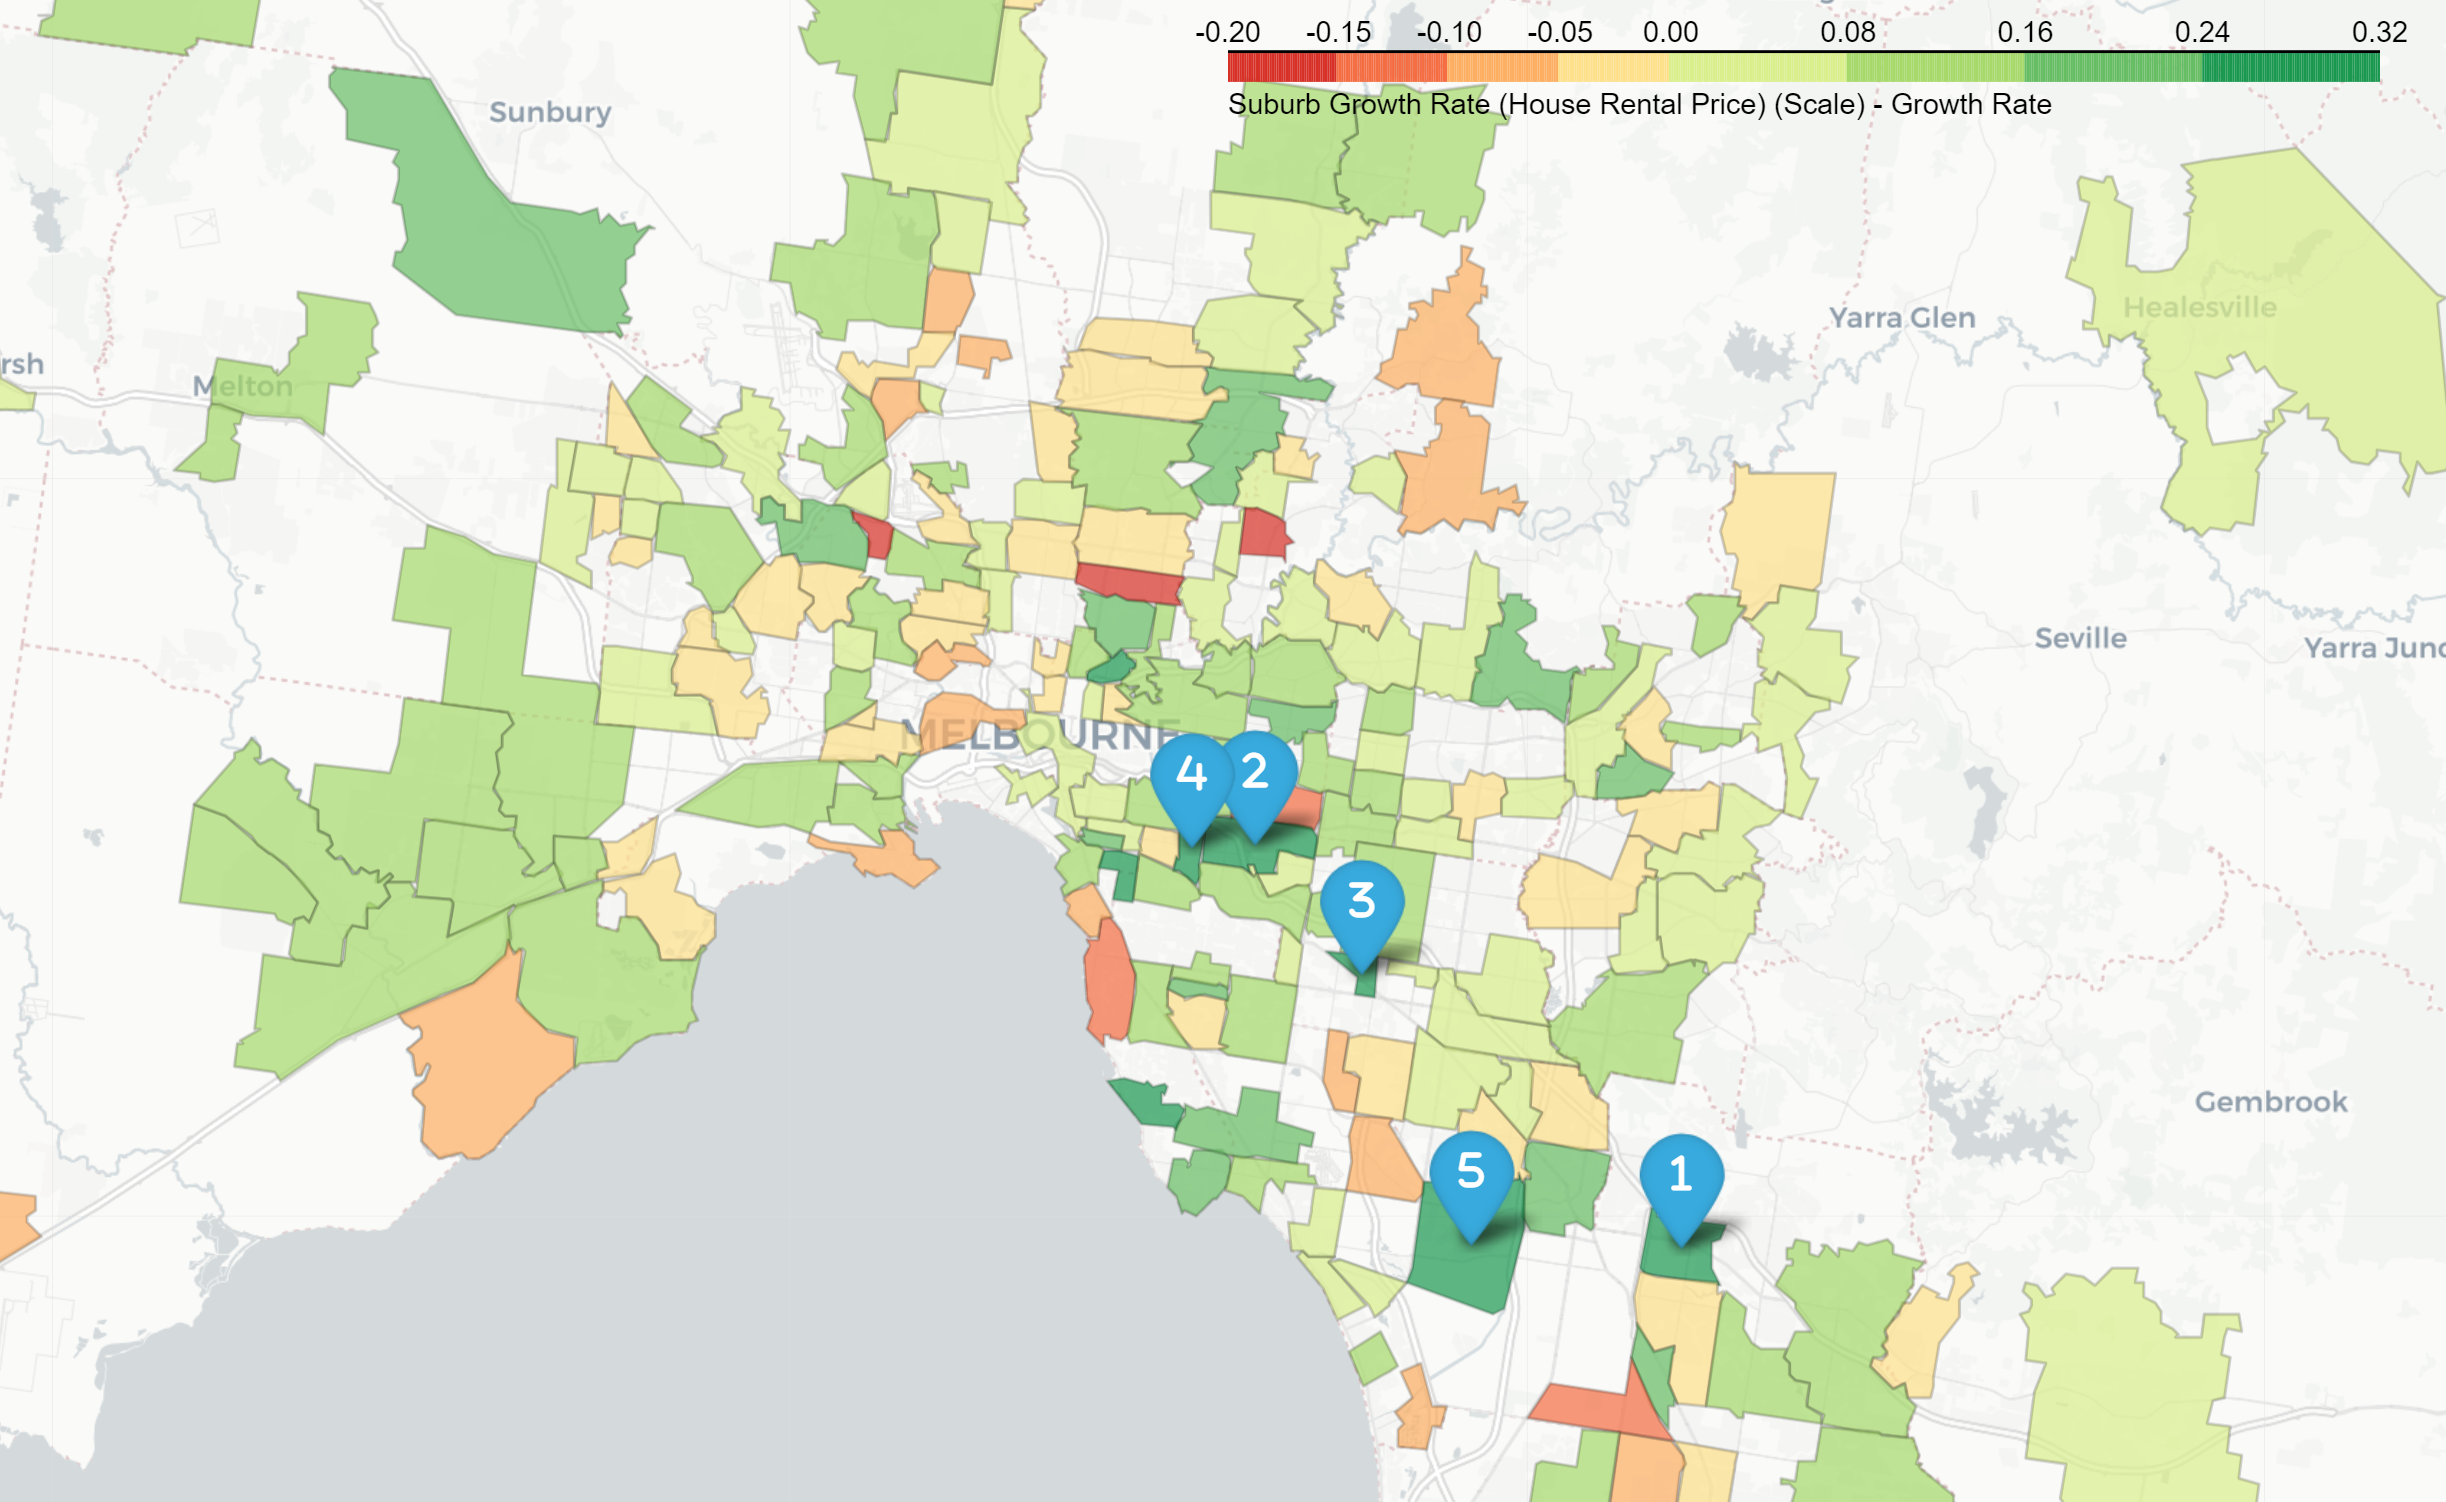 -0.20 -0.15 -0.10 -0.05 0.00 0.08 0.16 0.24 0.32
Suburb Growth Rate (House Rental Price) (Scale) - Growth Rate
Sunbury
Healesville
Yarra Glen
rsh
Melton
Seville
Yarra Junc
MELBOURNE
4
2
3
Gembrook
5
1